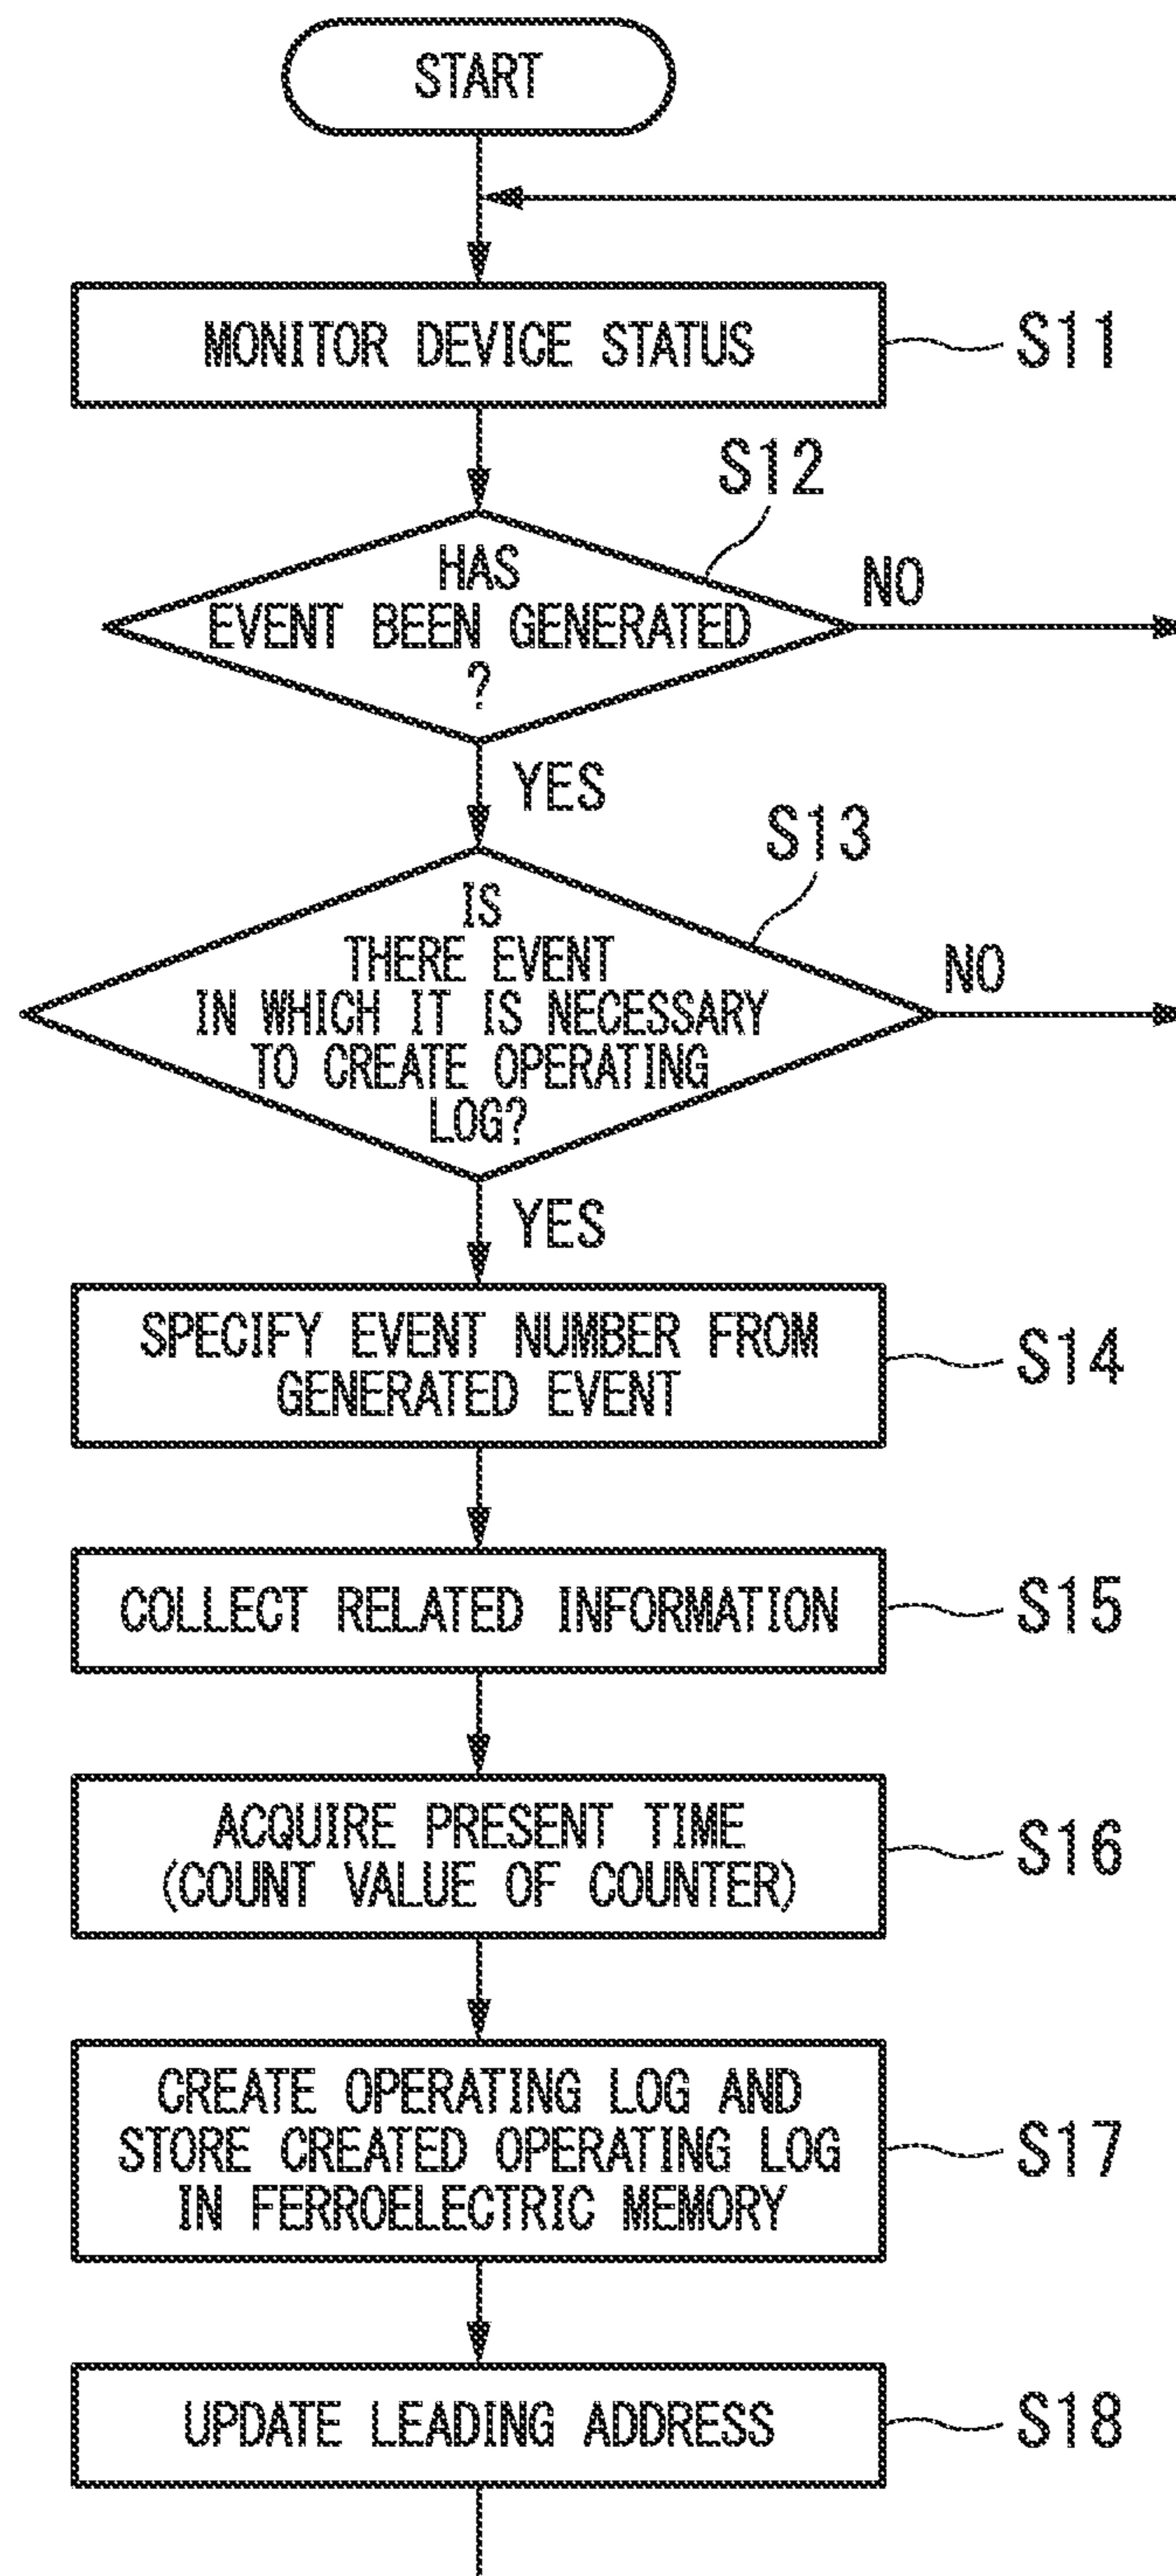 START
MONITOR DEVICE STATUS
S11
S12
HAS
EVENT BEEN GENERATED
?
NO
YES
S13
IS
THERE EVENT
IN WHICH IT IS NECESSARY
TO CREATE OPERATING
LOG?
NO
YES
SPECIFY EVENT NUMBER FROM
GENERATED EVENT
S14
COLLECT RELATED INFORMATION
S15
ACQUIRE PRESENT TIME
(COUNT VALUE OF COUNTER)
S16
CREATE OPERATING LOG AND
STORE CREATED OPERATING LOG
IN FERROELECTRIC MEMORY
S17
UPDATE LEADING ADDRESS
S18